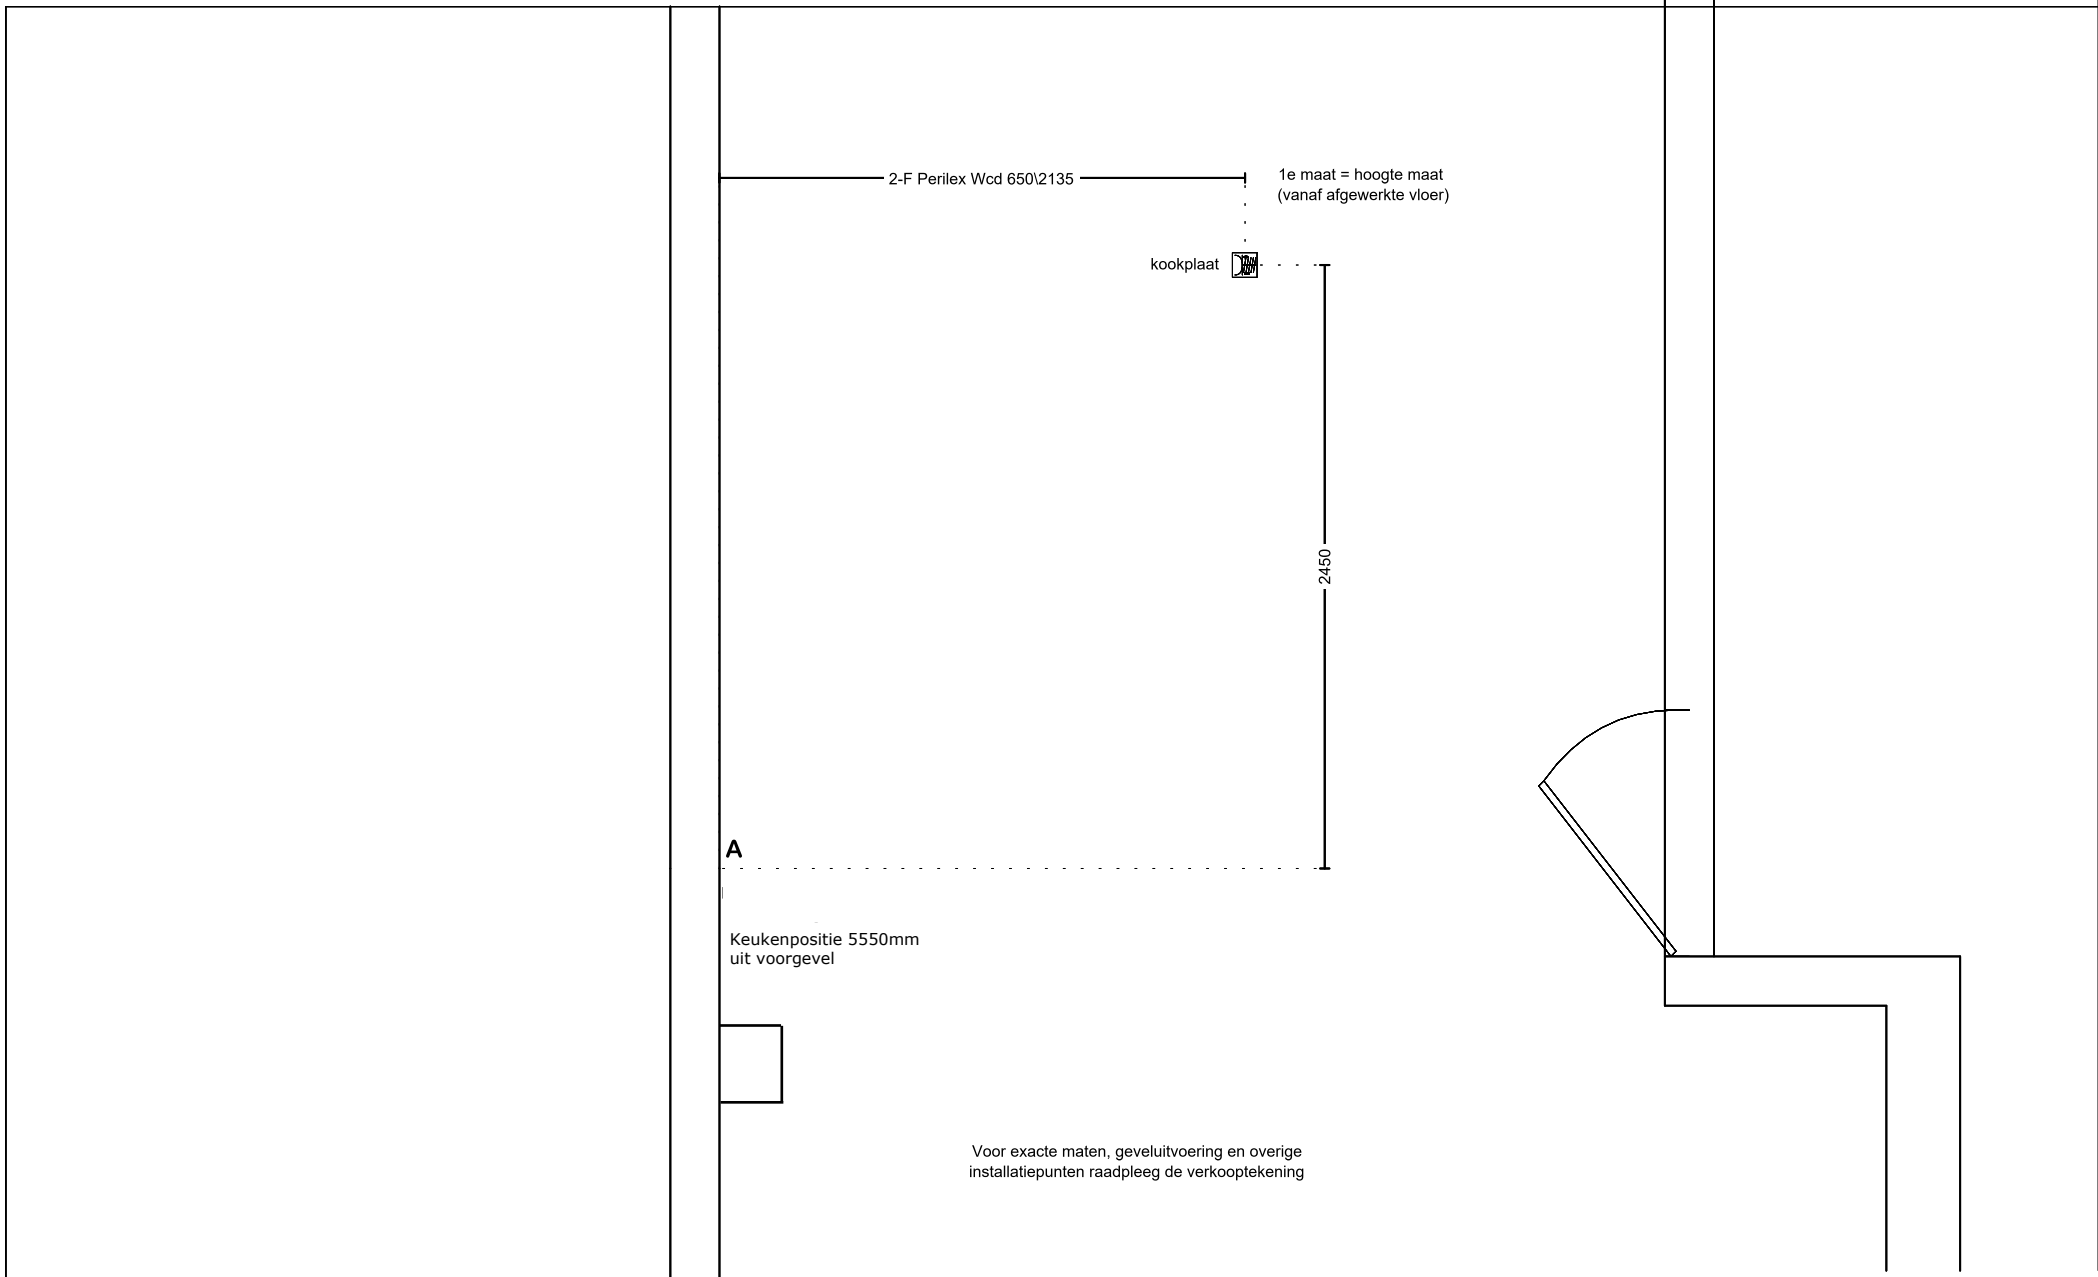 2-F Perilex Wcd 650\2135
1e maat = hoogte maat
(vanaf afgewerkte vloer)
kookplaat
2450
A
Keukenpositie 5550mm
uit voorgevel
Voor exacte maten, geveluitvoering en overige
installatiepunten raadpleeg de verkooptekening